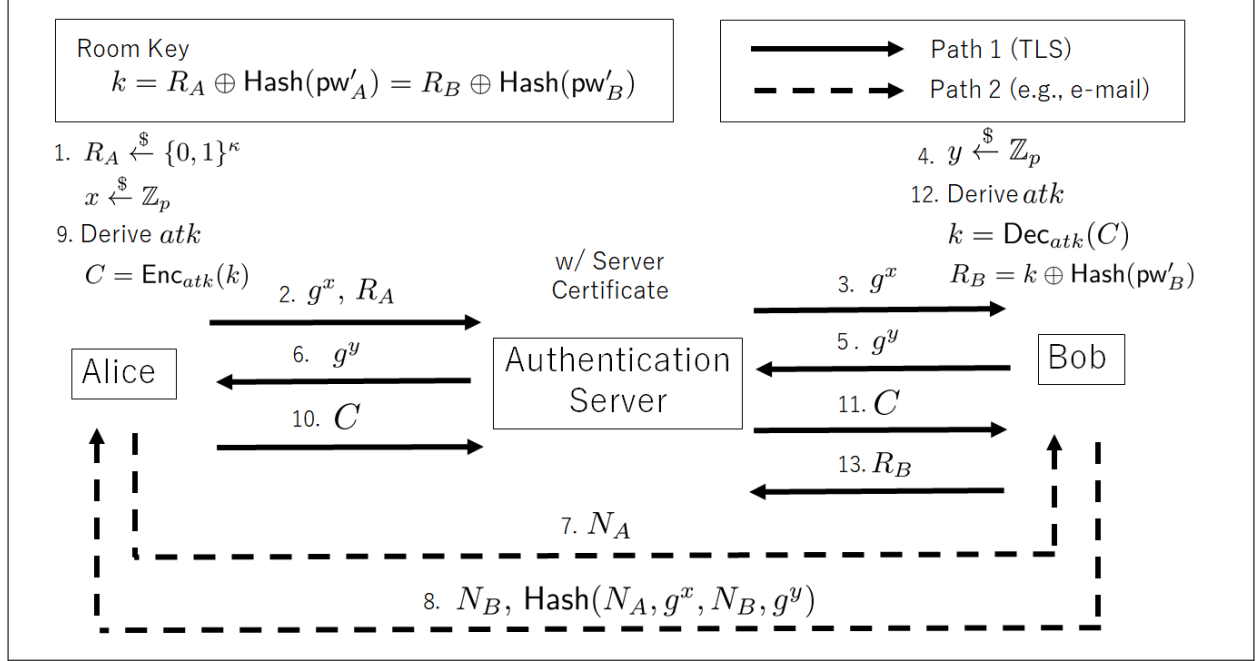 Room Key
k = R_A ⊕ Hash(pw′_A) = R_B ⊕ Hash(pw′_B)
Path 1 (TLS)
Path 2 (e.g., e-mail)
1. R_A ←$ {0, 1}^κ
x ←$ ℤ_p
9. Derive atk
C = Enc_atk(k)
4. y ←$ ℤ_p
12. Derive atk
k = Dec_atk(C)
R_B = k ⊕ Hash(pw′_B)
w/ Server
Certificate
2. g^x, R_A
3. g^x
6. g^y
5. g^y
Alice
Authentication
Server
Bob
10. C
11. C
13. R_B
7. N_A
8. N_B, Hash(N_A, g^x, N_B, g^y)